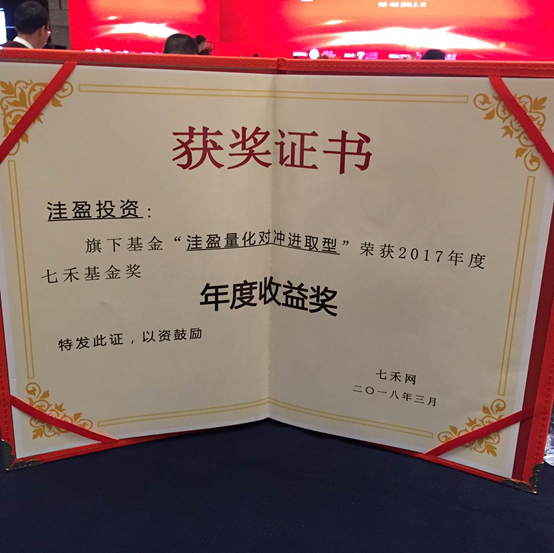 获奖证书
洼盈投资：
旗下基金“洼盈量化对冲进取型”荣获2017年度
七禾基金奖
年度收益奖
特发此证，以资鼓励
七禾网
二〇一八年三月